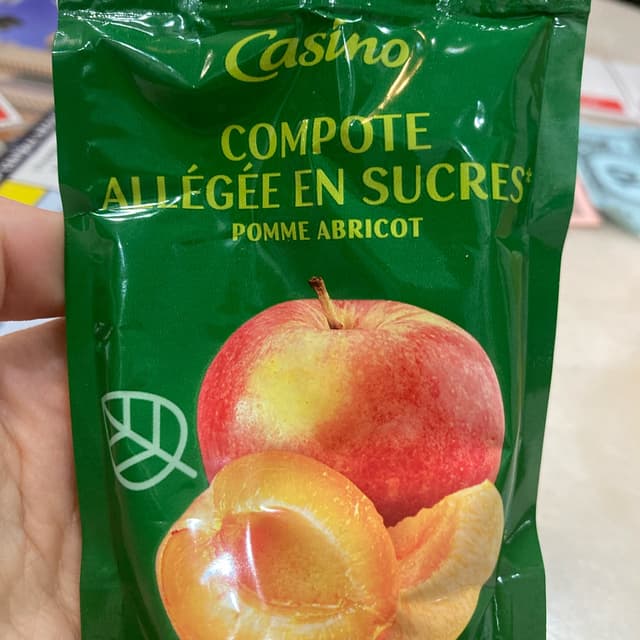 Casino
COMPOTE
ALLÉGÉE EN SUCRES*
POMME ABRICOT